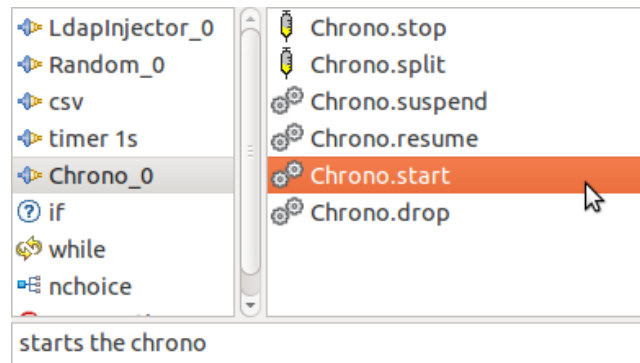 LdapInjector_0
Random_0
csv
timer 1s
Chrono_0
if
while
nchoice
Chrono.stop
Chrono.split
Chrono.suspend
Chrono.resume
Chrono.start
Chrono.drop
starts the chrono